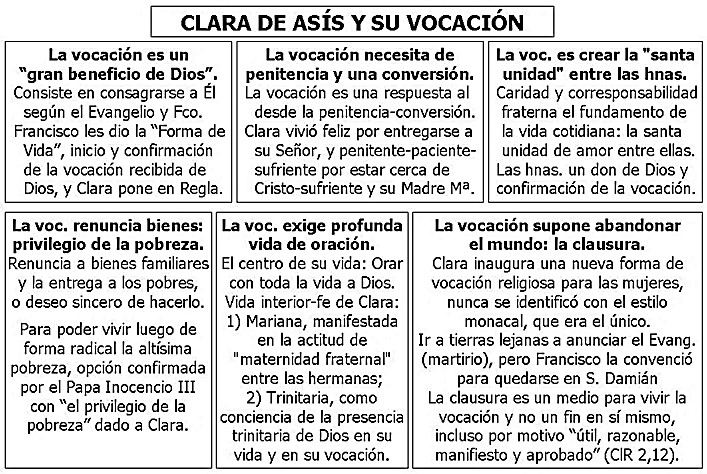 CLARA DE ASÍS Y SU VOCACIÓN
La vocación es un
“gran beneficio de Dios”.
Consiste en consagrarse a Él
según el Evangelio y Fco.
Francisco les dio la “Forma de
Vida”, inicio y confirmación
de la vocación recibida de
Dios, y Clara pone en Regla.
La vocación necesita de
penitencia y una conversión.
La vocación es una respuesta al
desde la penitencia-conversión.
Clara vivió feliz por entregarse a
su Señor, y penitente-paciente-
sufriente por estar cerca de
Cristo-sufriente y su Madre Mª.
La voc. es crear la "santa
unidad" entre las hnas.
Caridad y corresponsabilidad
fraterna el fundamento de
la vida cotidiana: la santa
unidad de amor entre ellas.
Las hnas. un don de Dios y
confirmación de la vocación.
La voc. renuncia bienes:
privilegio de la pobreza.
Renuncia a bienes familiares
y la entrega a los pobres,
o deseo sincero de hacerlo.
Para poder vivir luego de
forma radical la altísima
pobreza, opción confirmada
por el Papa Inocencio III
con “el privilegio de la
pobreza” dado a Clara.
La voc. exige profunda
vida de oración.
El centro de su vida: Orar
con toda la vida a Dios.
Vida interior-fe de Clara:
1) Mariana, manifestada
en la actitud de
"maternidad fraternal"
entre las hermanas;
2) Trinitaria, como
conciencia de la presencia
trinitaria de Dios en su
vida y en su vocación.
La vocación supone abandonar
el mundo: la clausura.
Clara inaugura una nueva forma de
vocación religiosa para las mujeres,
nunca se identificó con el estilo
monacal, que era el único.
Ir a tierras lejanas a anunciar el Evang.
(martirio), pero Francisco la convenció
para quedarse en S. Damián
La clausura es un medio para vivir la
vocación y no un fin en sí mismo,
incluso por motivo “útil, razonable,
manifiesto y aprobado” (ClR 2,12).